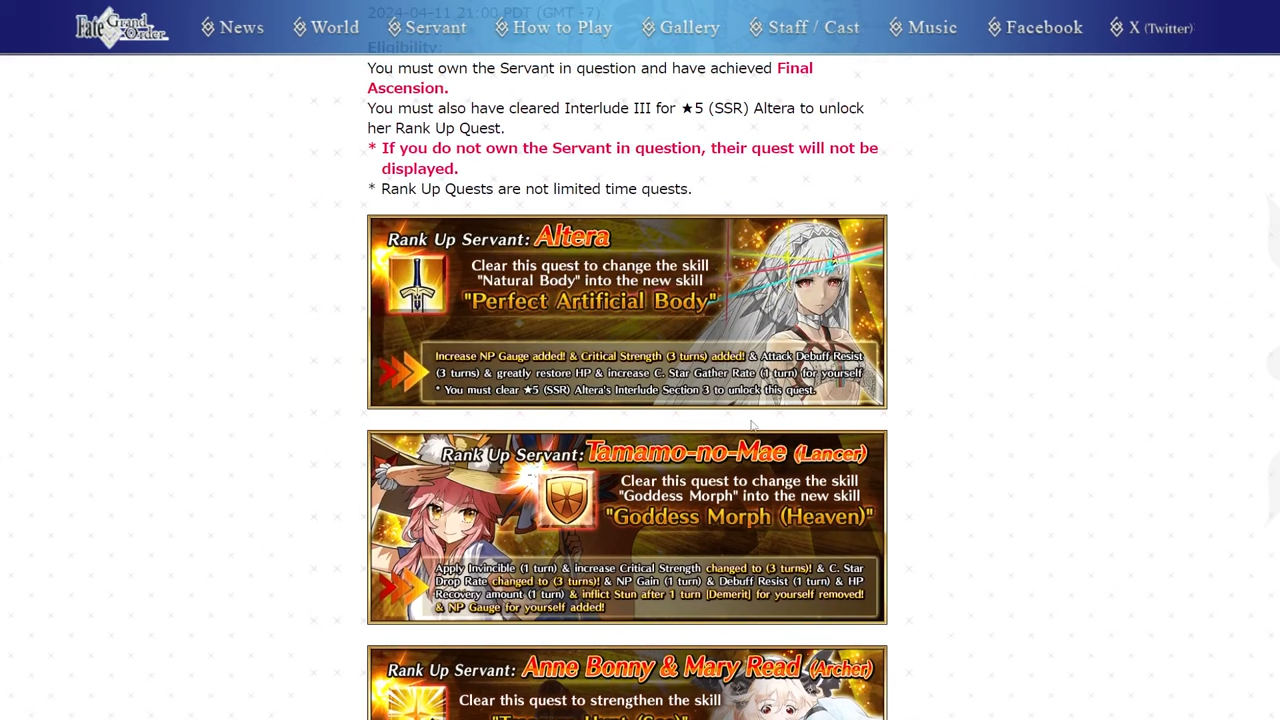 Fate Grand Order
News World Servant How to Play Gallery Staff / Cast Music Facebook X (Twitter)
2024-04-11 21:00 PDT (GMT -7)
Eligibility:
You must own the Servant in question and have achieved Final
Ascension.
You must also have cleared Interlude III for ★5 (SSR) Altera to unlock
her Rank Up Quest.
* If you do not own the Servant in question, their quest will not be
displayed.
* Rank Up Quests are not limited time quests.
Rank Up Servant: Altera
Clear this quest to change the skill
"Natural Body" into the new skill
"Perfect Artificial Body"
Increase NP Gauge added! & Critical Strength (3 turns) added! & Attack Debuff Resist
(3 turns) & greatly restore HP & increase C. Star Gather Rate (1 turn) for yourself
* You must clear ★5 (SSR) Altera's Interlude Section 3 to unlock this quest.
Rank Up Servant: Tamamo-no-Mae (Lancer)
Clear this quest to change the skill
"Goddess Morph" into the new skill
"Goddess Morph (Heaven)"
Apply Invincible (1 turn) & increase Critical Strength changed to (3 turns)! & C. Star
Drop Rate changed to (3 turns)! & NP Gain (1 turn) & Debuff Resist (1 turn) & HP
Recovery amount (1 turn) & inflict Stun after 1 turn [Demerit] for yourself removed!
& NP Gauge for yourself added!
Rank Up Servant: Anne Bonny & Mary Read (Archer)
Clear this quest to strengthen the skill